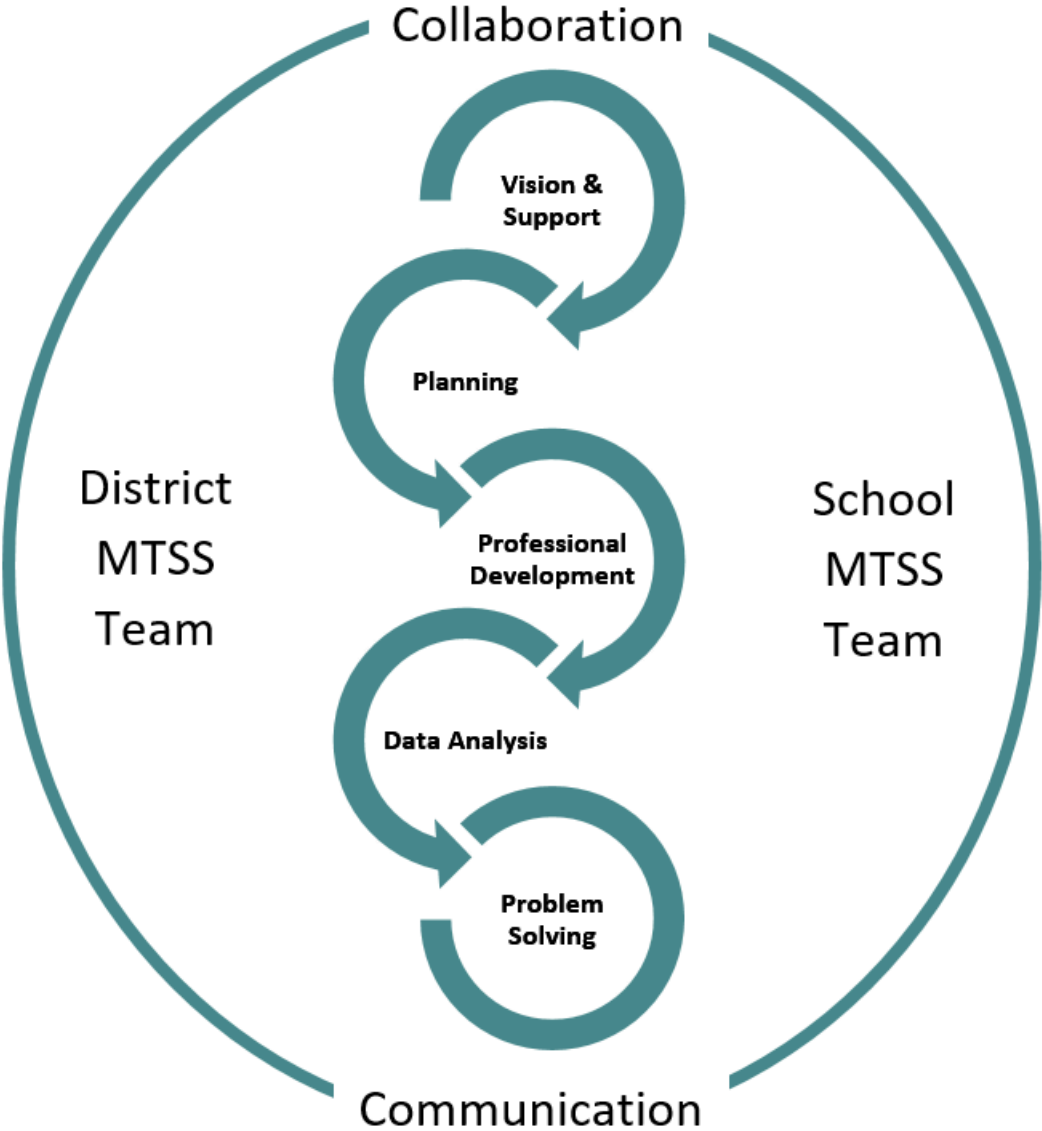 Collaboration
Vision &
Support
Planning
District
MTSS
Team
Professional
Development
School
MTSS
Team
Data Analysis
Problem
Solving
Communication